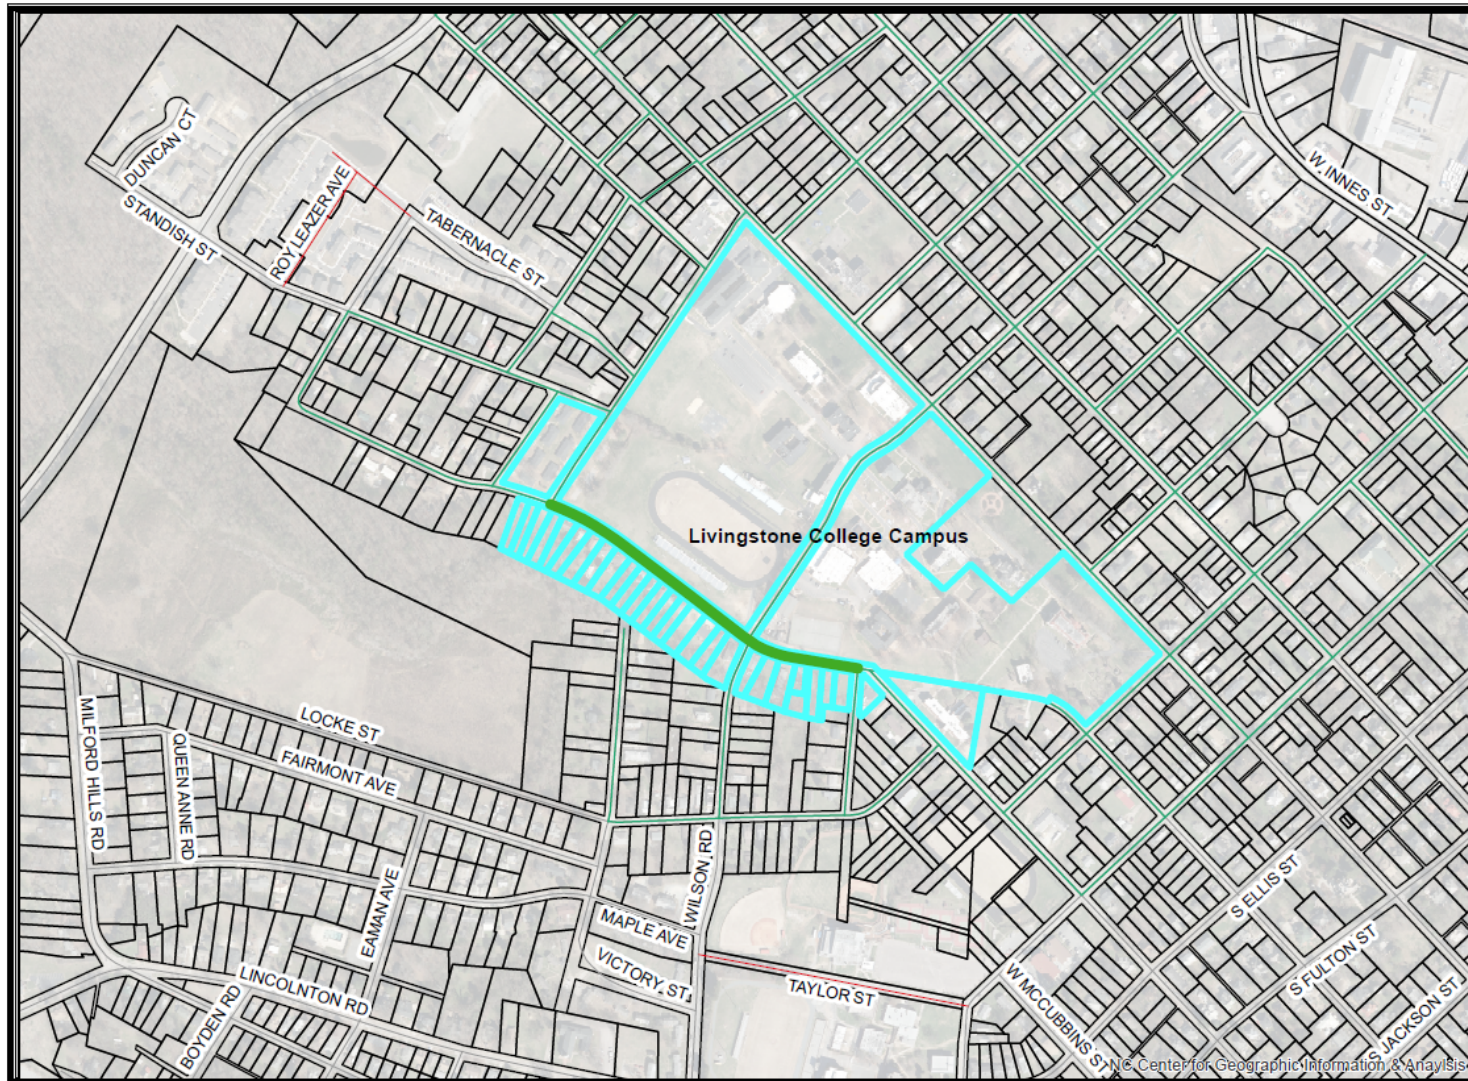 W. INNES ST
DUNCAN CT
STANDISH ST
ROY LEAZER AVE
TABERNACLE ST
Livingstone College Campus
MILFORD HILLS RD
QUEEN ANNE RD
LOCKE ST
FAIRMONT AVE
EAMAN AVE
WILSON RD
MAPLE AVE
VICTORY ST
LINCOLNTON RD
BOYDEN RD
TAYLOR ST
W MCCUBBINS ST
S ELLIS ST
S FULTON ST
S JACKSON ST
NC Center for Geographic Information & Anaylsis